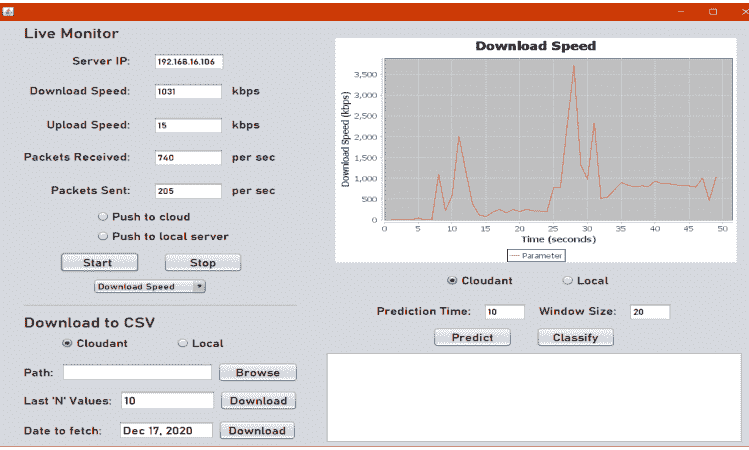 Live Monitor
Server IP: 192.168.16.106
Download Speed: 1031 kbps
Upload Speed: 15 kbps
Packets Received: 740 per sec
Packets Sent: 205 per sec
Push to cloud
Push to local server
Start Stop
Download Speed
Download to CSV
Cloudant Local
Path: Browse
Last 'N' Values: 10 Download
Date to fetch: Dec 17, 2020 Download
Download Speed
Download Speed (kbps)
3,500
3,000
2,500
2,000
1,500
1,000
500
0
0 5 10 15 20 25 30 35 40 45 50
Time (seconds)
Parameter
Cloudant Local
Prediction Time: 10 Window Size: 20
Predict Classify